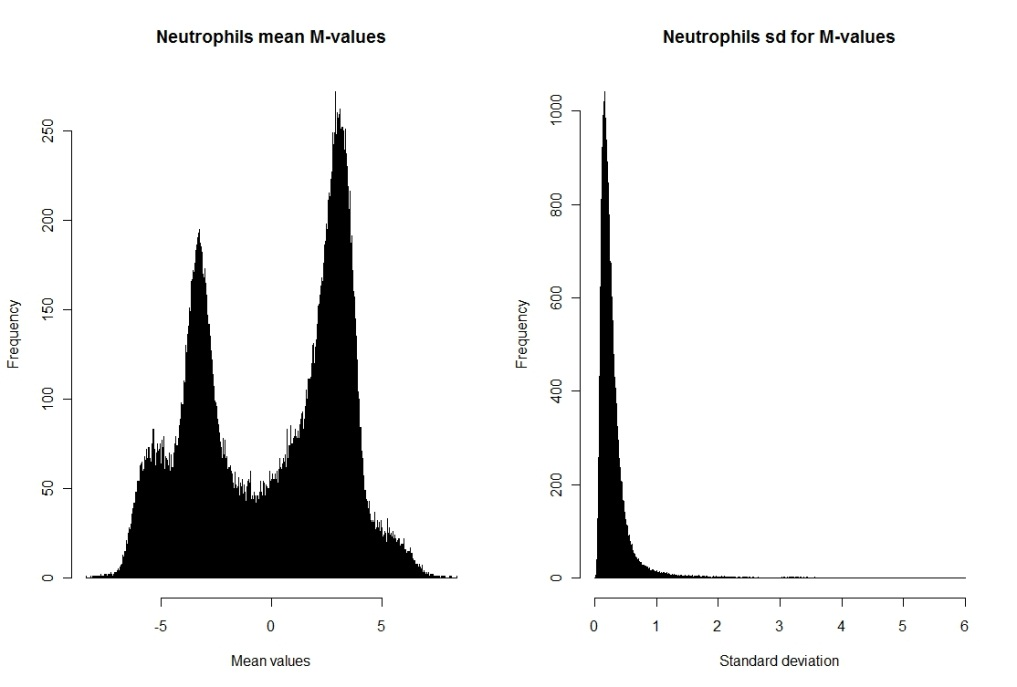 Neutrophils mean M-values
Frequency
250
200
150
100
50
0
-5 0 5
Mean values
Neutrophils sd for M-values
Frequency
1000
800
600
400
200
0
0 1 2 3 4 5 6
Standard deviation